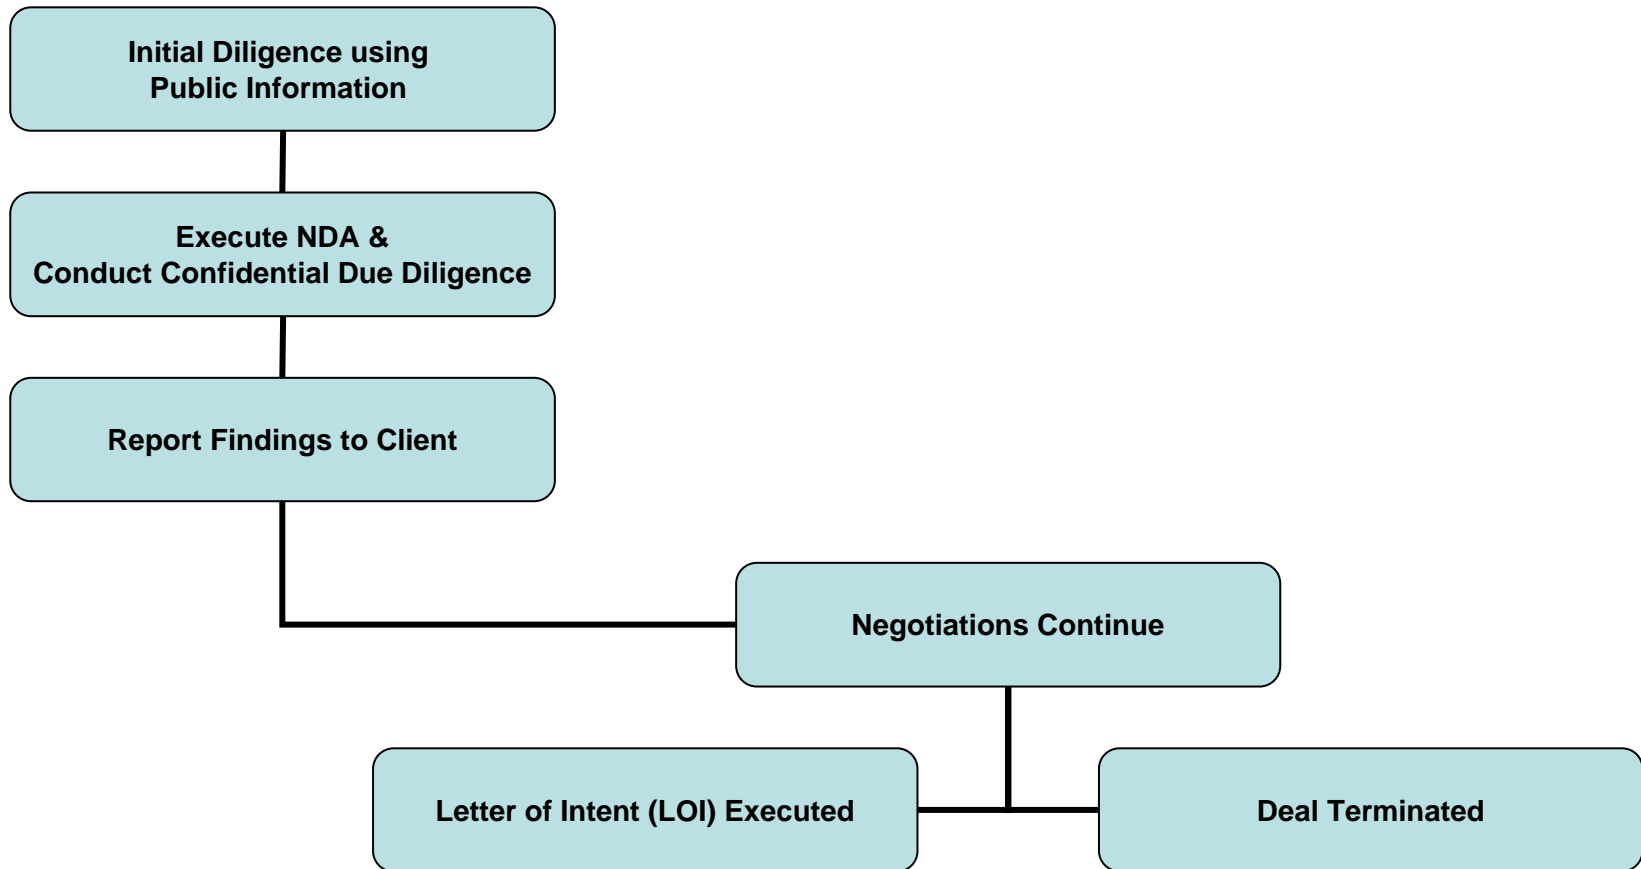 Initial Diligence using
Public Information
Execute NDA &
Conduct Confidential Due Diligence
Report Findings to Client
Negotiations Continue
Letter of Intent (LOI) Executed
Deal Terminated